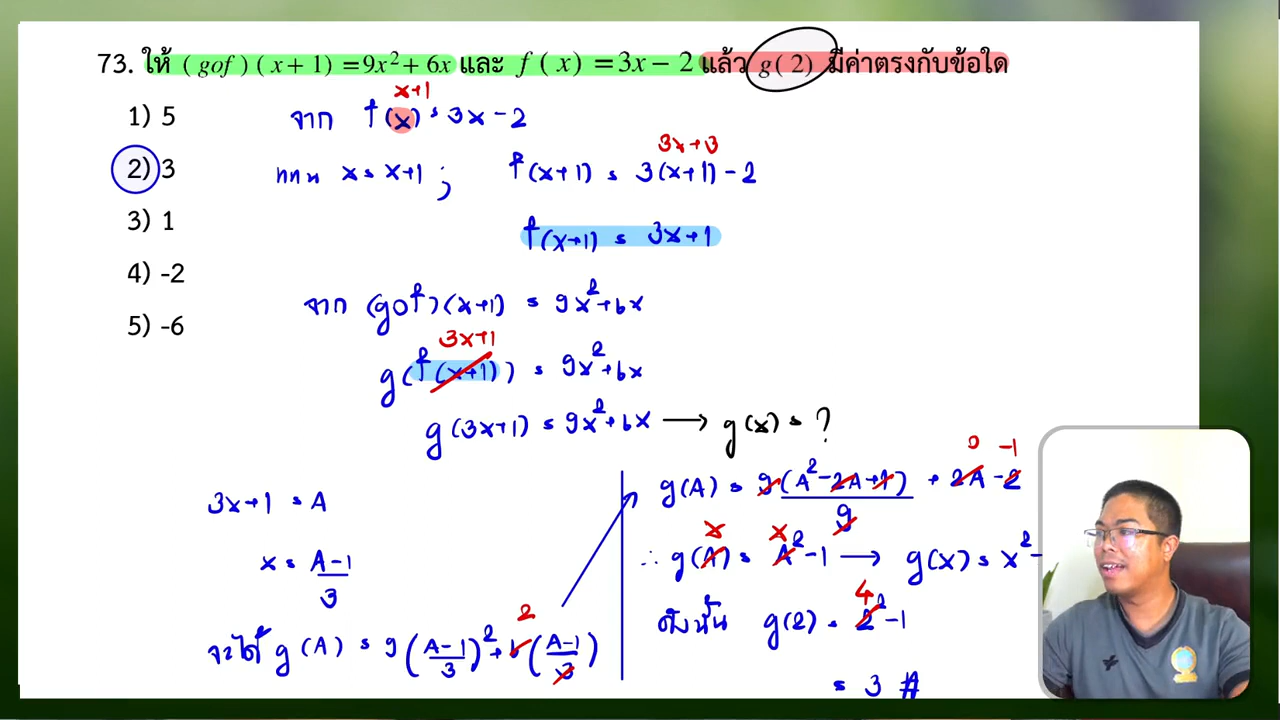 73. ให้ (gof)(x+1)=9x²+6x และ f(x)=3x−2 แล้ว g(2) มีค่าตรงกับข้อใด
1) 5
2) 3
3) 1
4) -2
5) -6
x+1
จาก f(x) = 3x-2
3x+3
แทน x = x+1 ; f(x+1) = 3(x+1)-2
f(x+1) = 3x+1
จาก (gof)(x+1) = 9x²+6x
3x+1
g(f(x+1)) = 9x²+6x
g(3x+1) = 9x²+6x → g(x) = ?
3x+1 = A
x = A-1/3
2
จะได้ g(A) = 9(A-1/3)²+6(A-1/3)
0 -1
g(A) = 9(A²-2A+1)/9 + 2A-2
x x
∴ g(A) = A²-1 → g(x) = x²-
4
ดังนั้น g(2) = 2²-1
= 3 #